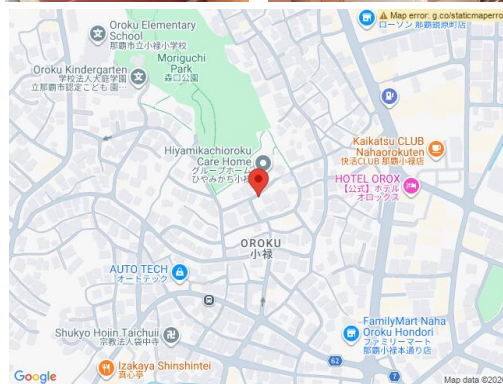 Oroku Elementary
School
那覇市立小禄小学校
ローソン 那覇鏡原町店
Map error: g.co/staticmaperro
Moriguchi
Park
森口公園
Oroku Kindergarten
学校法人大庭学園
立那覇市認定こども園...
Hiyamikachioroku
Care Home
グループホーム
ひやみかち小禄
Kaikatsu CLUB
Nahaorokuten
快活CLUB 那覇小禄店
HOTEL OROX
【公式】ホテル
オロックス
OROKU
小禄
AUTO TECH
オートテック
Shukyo Hojin Taichuji
宗教法人袋中寺
FamilyMart Naha
Oroku Hondori
ファミリーマート
那覇小禄本通り店
Izakaya Shinshintei
真心亭
62
7
Google
Map data ©202